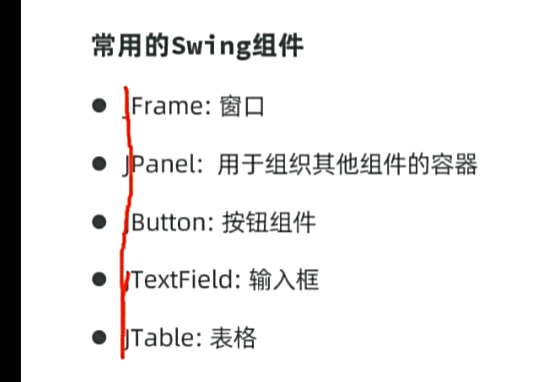 常用的Swing组件
JFrame: 窗口
JPanel: 用于组织其他组件的容器
JButton: 按钮组件
JTextField: 输入框
JTable: 表格